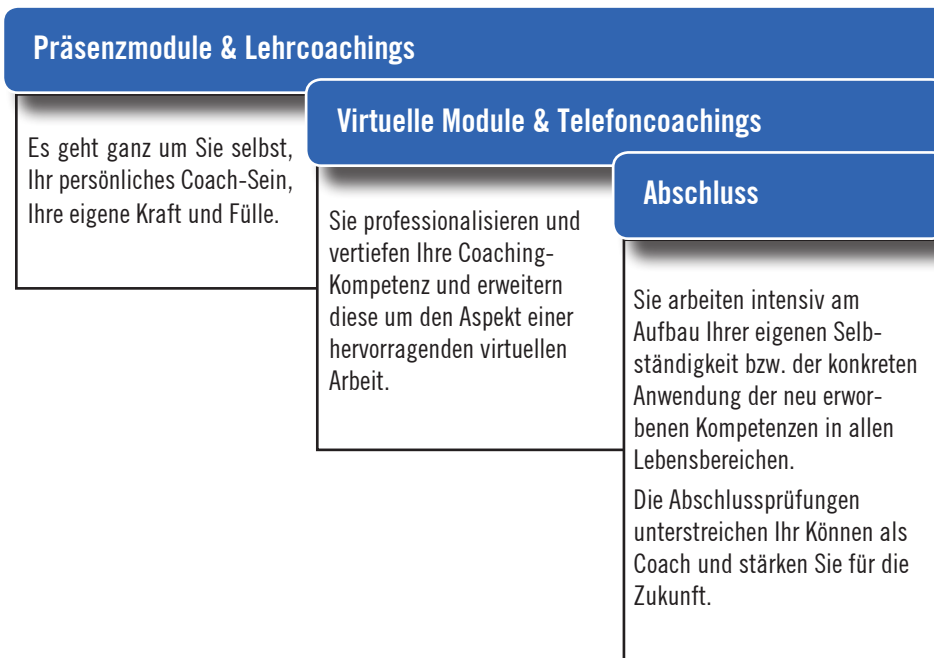 Präsenzmodule & Lehrcoachings
Es geht ganz um Sie selbst,
Ihr persönliches Coach-Sein,
Ihre eigene Kraft und Fülle.
Virtuelle Module & Telefoncoachings
Sie professionalisieren und
vertiefen Ihre Coaching-
Kompetenz und erweitern
diese um den Aspekt einer
hervorragenden virtuellen
Arbeit.
Abschluss
Sie arbeiten intensiv am
Aufbau Ihrer eigenen Selb-
ständigkeit bzw. der konkreten
Anwendung der neu erwor-
benen Kompetenzen in allen
Lebensbereichen.
Die Abschlussprüfungen
unterstreichen Ihr Können als
Coach und stärken Sie für die
Zukunft.